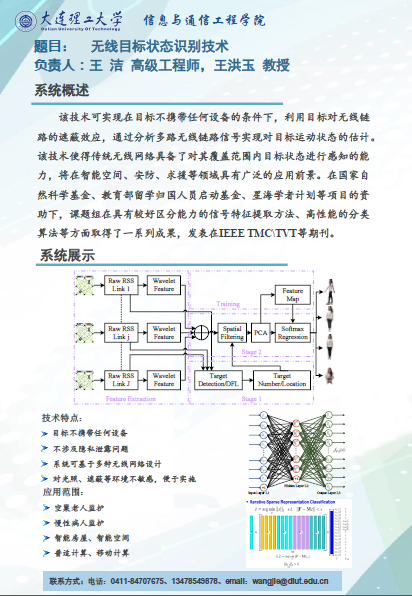 大连理工大学 信息与通信工程学院
Dalian University Of Technology
题目： 无线目标状态识别技术
负责人：王 洁 高级工程师，王洪玉 教授
系统概述
该技术可实现在目标不携带任何设备的条件下，利用目标对无线链
路的遮蔽效应，通过分析多路无线链路信号实现对目标运动状态的估计。
该技术使得传统无线网络具备了对其覆盖范围内目标状态进行感知的能
力，将在智能空间、安防、求援等领域具有广泛的应用前景。在国家自
然科学基金、教育部留学归国人员启动基金、星海学者计划等项目的资
助下，课题组在具有较好区分能力的信号特征提取方法、高性能的分类
算法等方面取得了一系列成果，发表在IEEE TMC\TVT等期刊。
系统展示
Raw RSS Link 1
Wavelet Feature
Feature Map
Training
Raw RSS Link j
Wavelet Feature
Spatial Filtering
PCA
Softmax Regression
Stage 2
Raw RSS Link J
Wavelet Feature
Target Detection/DFL
Target Number/Location
Feature Extraction
Stage 1
技术特点：
目标不携带任何设备
不涉及隐私泄露问题
系统可基于多种无线网络设计
对光照、遮蔽等环境不敏感，便于实施
应用范围：
空巢老人监护
慢性病人监护
智能房屋、智能空间
普适计算、移动计算
Input Layer L1
Hidden Layer L2
Output Layer L3
Iterative Sparse Representation Classification
联系方式：电话：0411-84707675、13478549878、email：wangjie@dlut.edu.cn